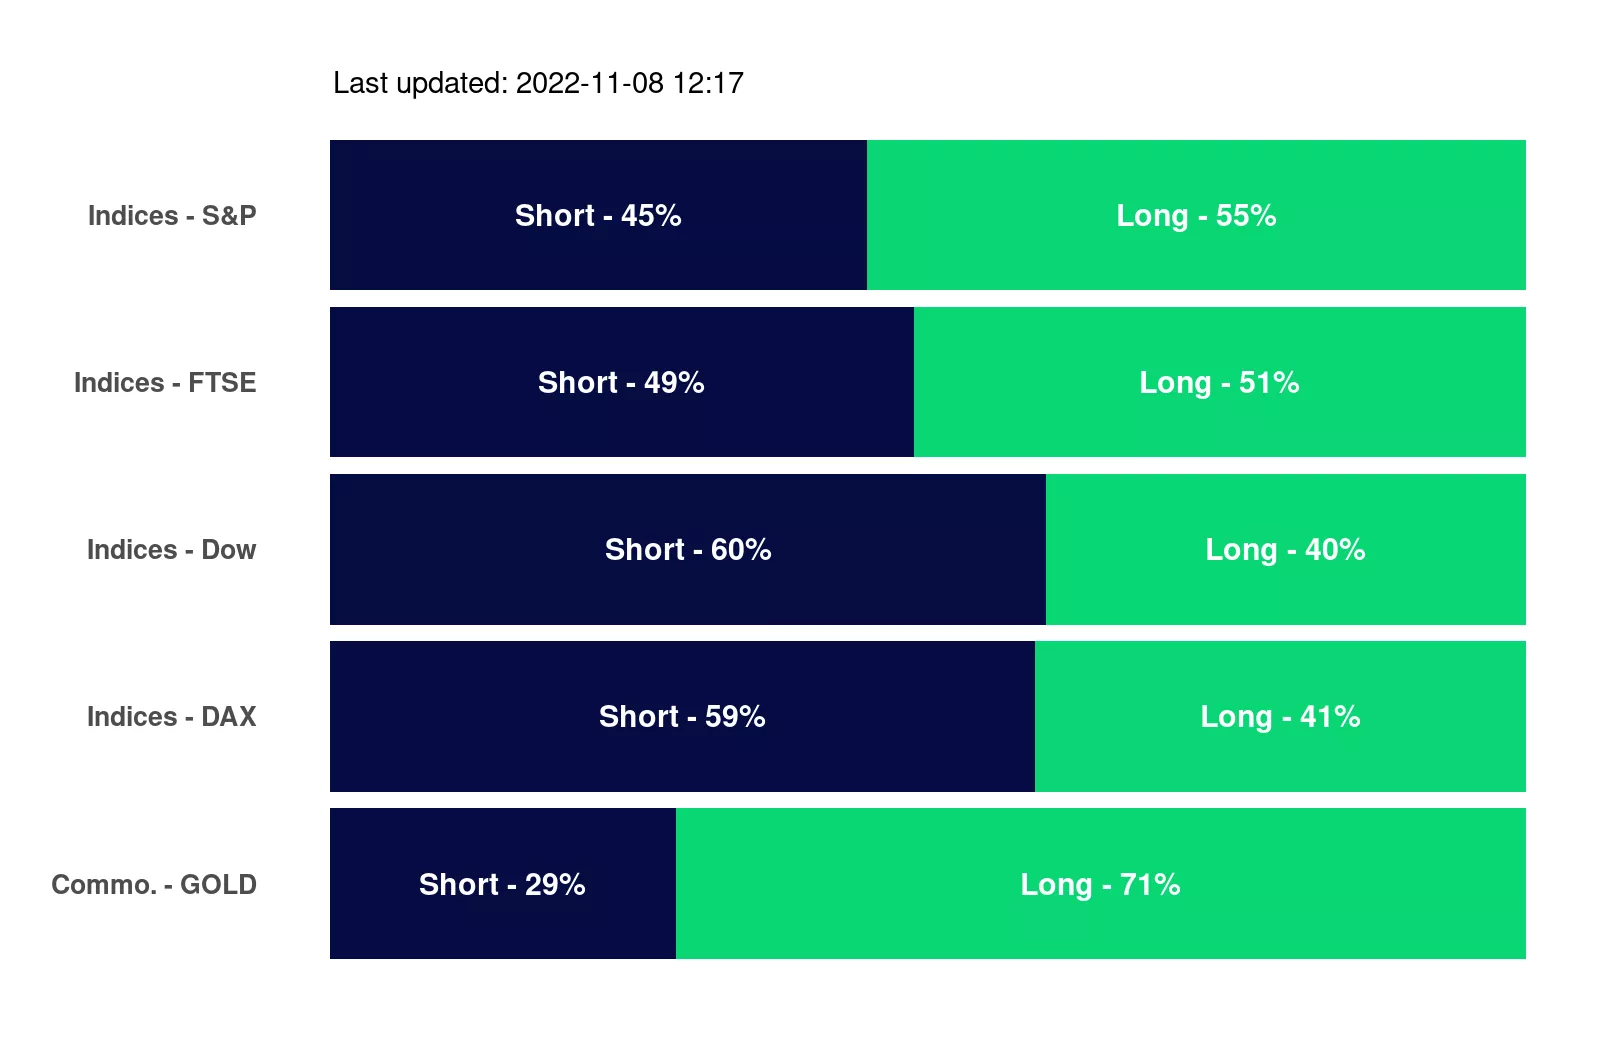 Last updated: 2022-11-08 12:17
Indices - S&P Short - 45% Long - 55%
Indices - FTSE Short - 49% Long - 51%
Indices - Dow Short - 60% Long - 40%
Indices - DAX Short - 59% Long - 41%
Commo. - GOLD Short - 29% Long - 71%